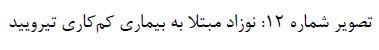 تصویر شماره ۱۲: نوزاد مبتلا به بیماری کم‌کاری تیرویید